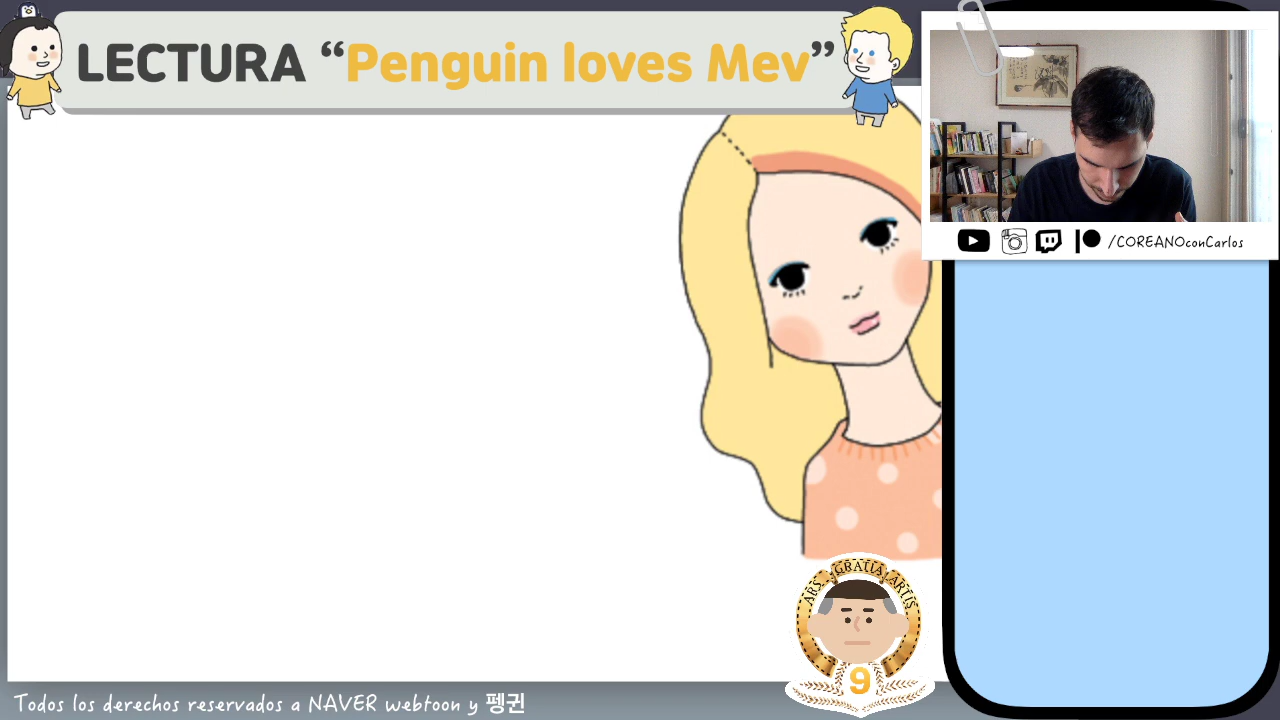 LECTURA “Penguin loves Mev”
/COREANOconCarlos
ARS GRATIA ARTIS
9
Todos los derechos reservados a NAVER webtoon y 펭귄